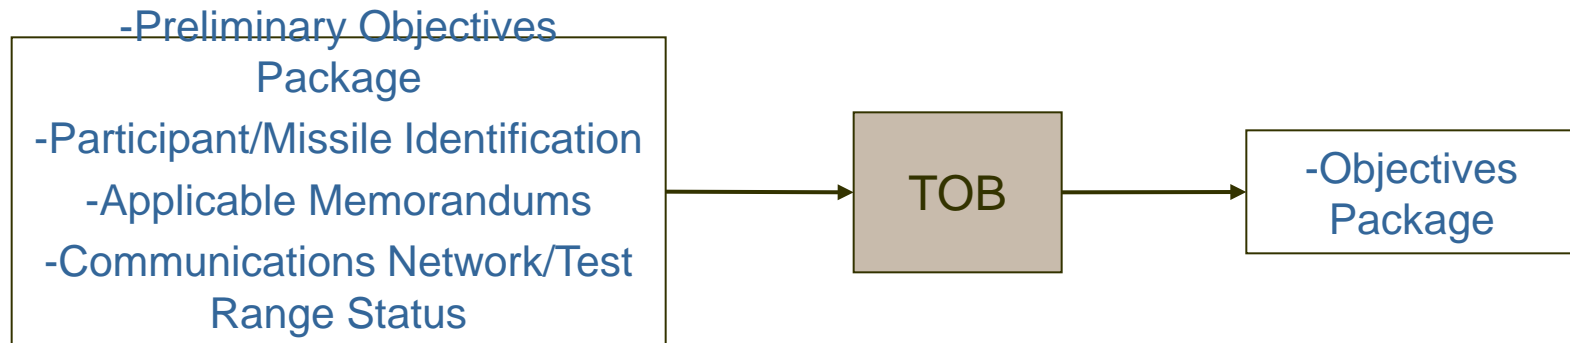 -Preliminary Objectives
Package
-Participant/Missile Identification
-Applicable Memorandums
-Communications Network/Test
Range Status
TOB
-Objectives
Package